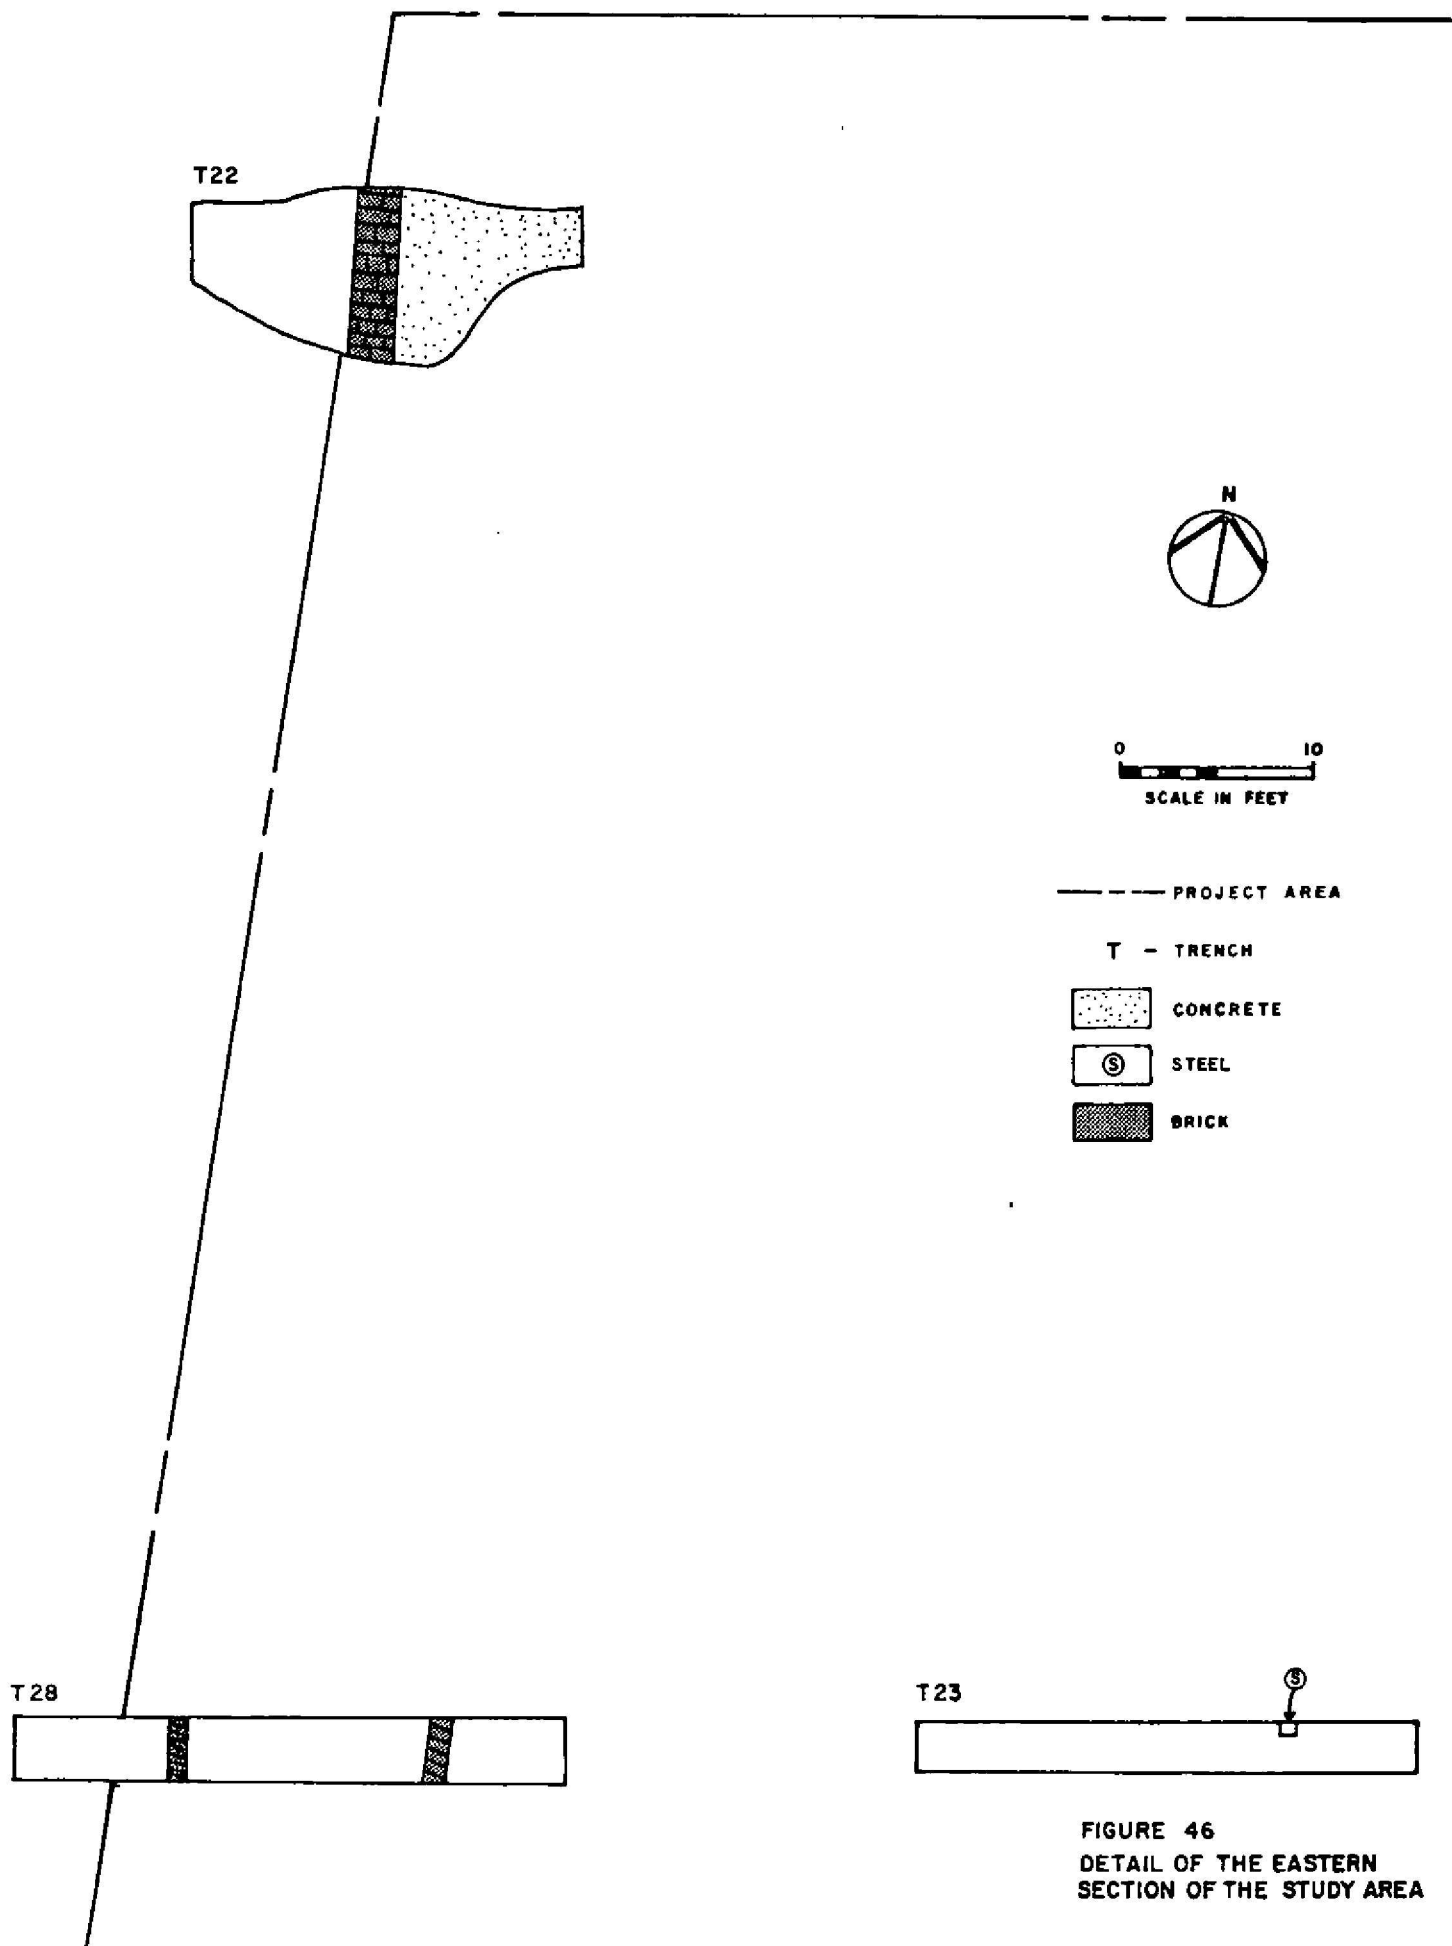 T22
N
0 10
SCALE IN FEET
PROJECT AREA
T - TRENCH
CONCRETE
S STEEL
BRICK
T28
T23
S
FIGURE 46
DETAIL OF THE EASTERN
SECTION OF THE STUDY AREA